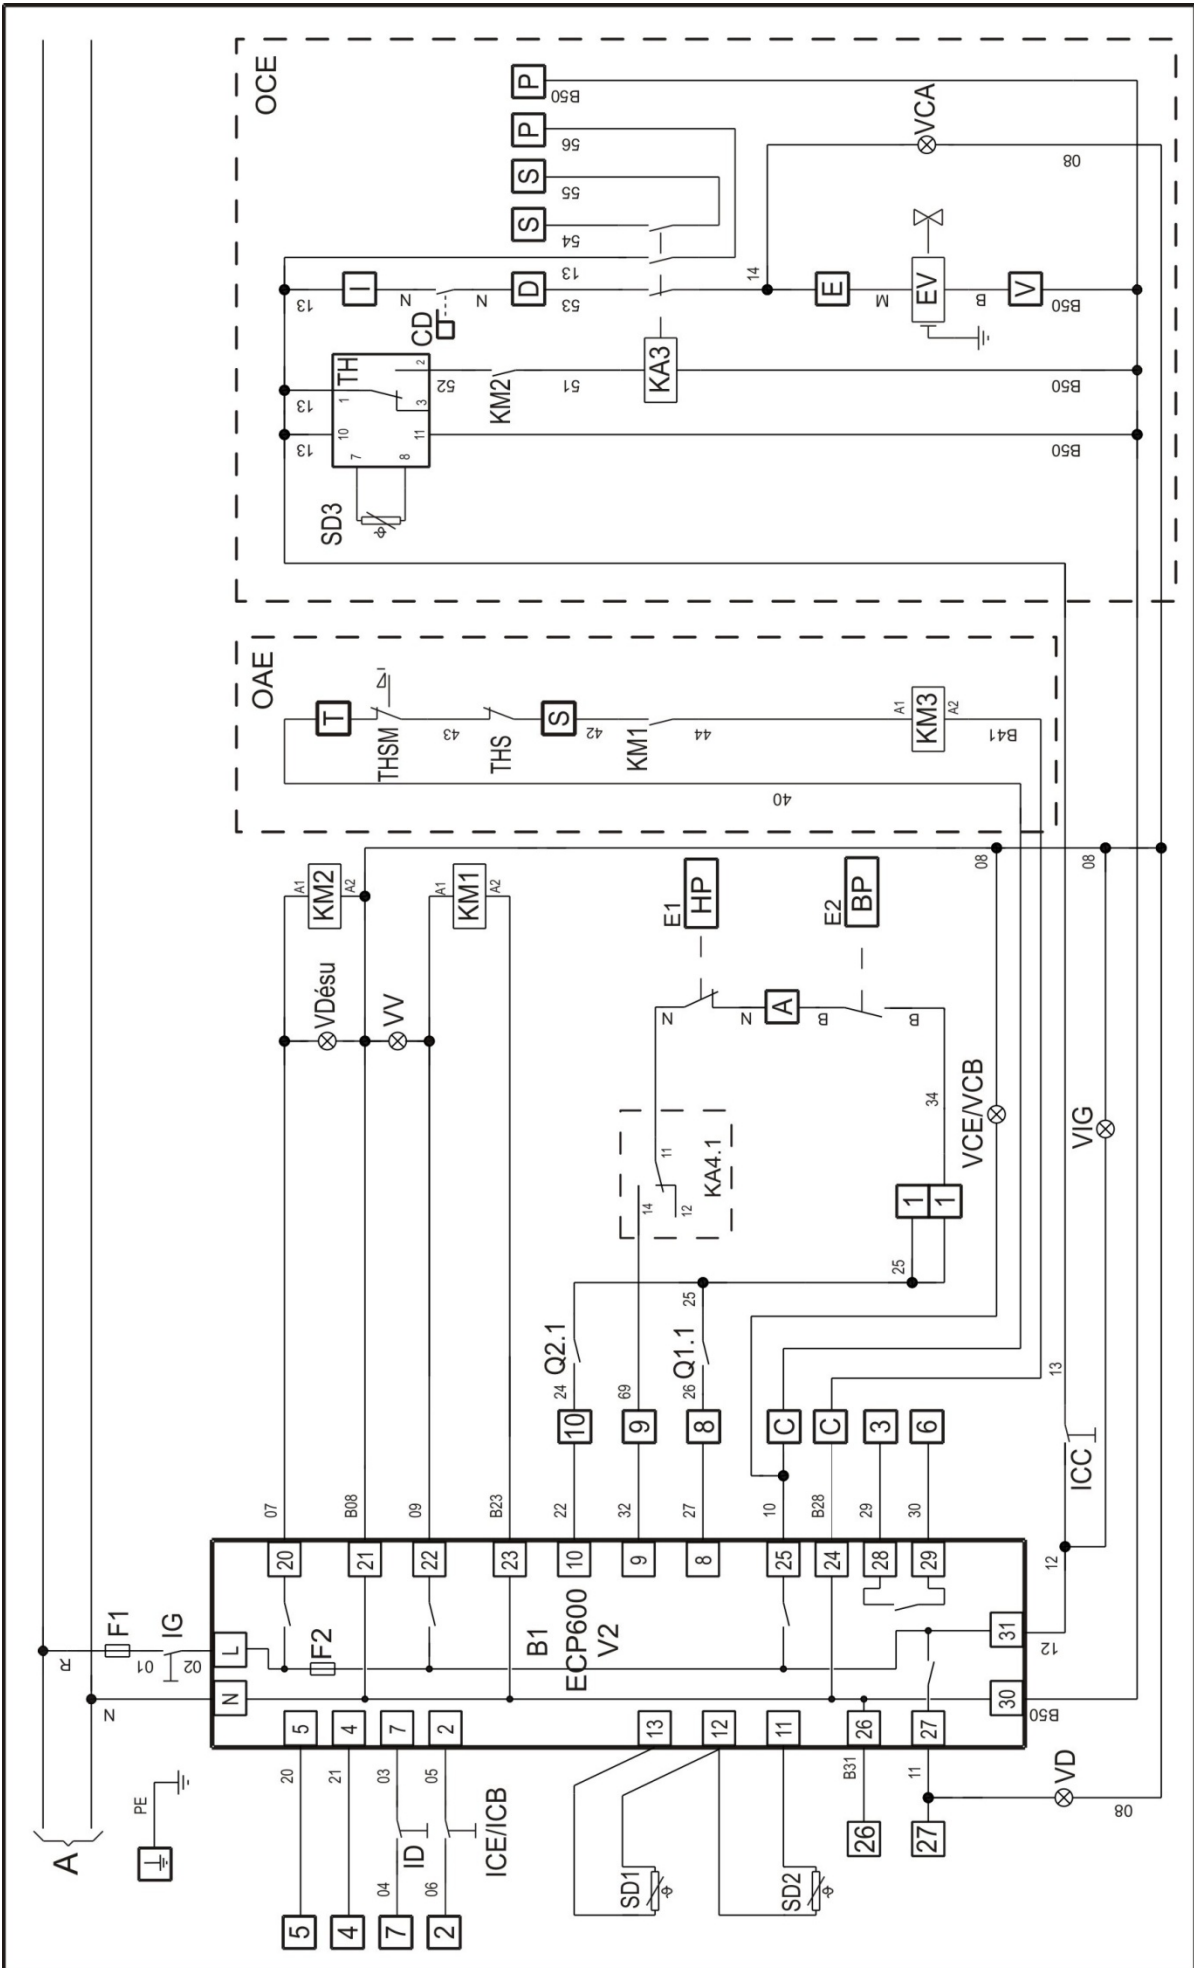 A
PE
N
R
01
02
F1
IG
5
20
5
4
21
4
7
04
ID
03
7
2
06
ICE/ICB
05
2
N
L
F2
B1
ECP600
V2
SD1
SD2
13
12
11
26
B31
26
27
11
27
VD
08
30
B50
31
12
12
20
07
21
B08
22
09
23
B23
10
22
10
24
Q2.1
9
32
9
69
8
27
8
26
Q1.1
25
25
25
10
C
24
B28
C
28
29
3
29
30
6
ICC
13
VDésu
VV
A1
KM2
A2
A1
KM1
A2
14
11
12
KA4.1
1
1
34
N
N
E1
HP
A
B
B
E2
BP
VCE/VCB
08
VIG
08
OAE
40
T
THSM
43
THS
S
42
KM1
44
A1
KM3
A2
B41
OCE
SD3
13
13
10
1
TH
7
8
11
3
2
52
KM2
51
KA3
B50
B50
13
I
N
CD
N
D
53
13
14
E
M
EV
B
V
B50
S
54
S
55
P
56
P
B50
VCA
08